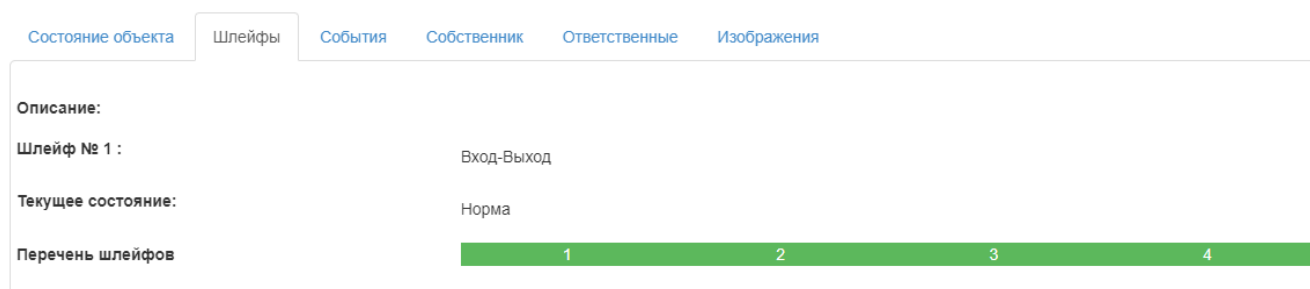 Состояние объекта Шлейфы События Собственник Ответственные Изображения
Описание:
Шлейф № 1 : Вход-Выход
Текущее состояние: Норма
Перечень шлейфов 1 2 3 4